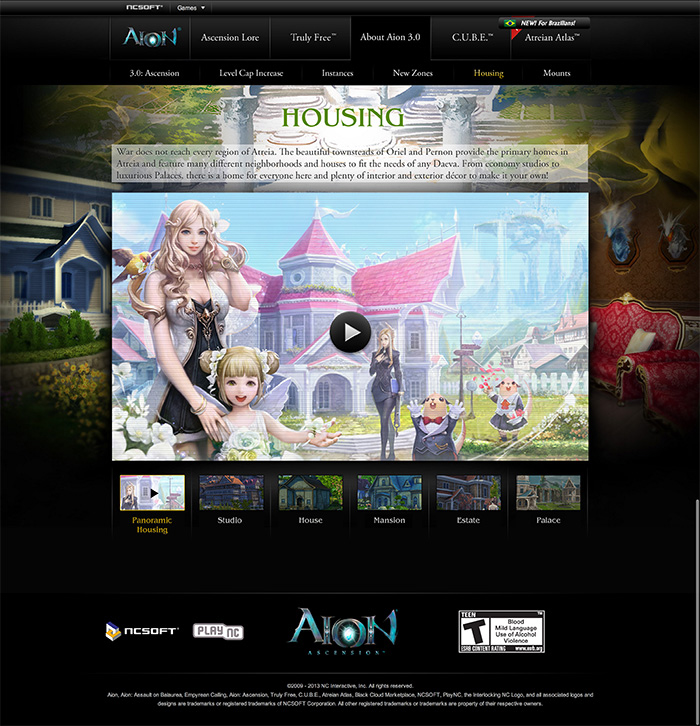 NCSOFT Games
NEW! For Brazilians!
AION Ascension Lore Truly Free™ About Aion 3.0 C.U.B.E.™ Atreian Atlas™
3.0: Ascension Level Cap Increase Instances New Zones Housing Mounts
HOUSING
War does not reach every region of Atreia. The beautiful townsteads of Oriel and Pernon provide the primary homes in
Atreia and feature many different neighborhoods and houses to fit the needs of any Daeva. From economy studios to
luxurious Palaces, there is a home for everyone here and plenty of interior and exterior décor to make it your own!
Panoramic
Housing
Studio
House
Mansion
Estate
Palace
NCSOFT®
PLAY NC
AION
ASCENSION™
TEEN
T
Blood
Mild Language
Use of Alcohol
Violence
ESRB CONTENT RATING www.esrb.org
©2009 - 2013 NC Interactive, Inc. All rights reserved.
Aion, Aion: Assault on Balaurea, Empyrean Calling, Aion: Ascension, Truly Free, C.U.B.E., Atreian Atlas, Black Cloud Marketplace, NCSOFT, PlayNC, the Interlocking NC Logo, and all associated logos and
designs are trademarks or registered trademarks of NCSOFT Corporation. All other registered trademarks or trademarks are property of their respective owners.